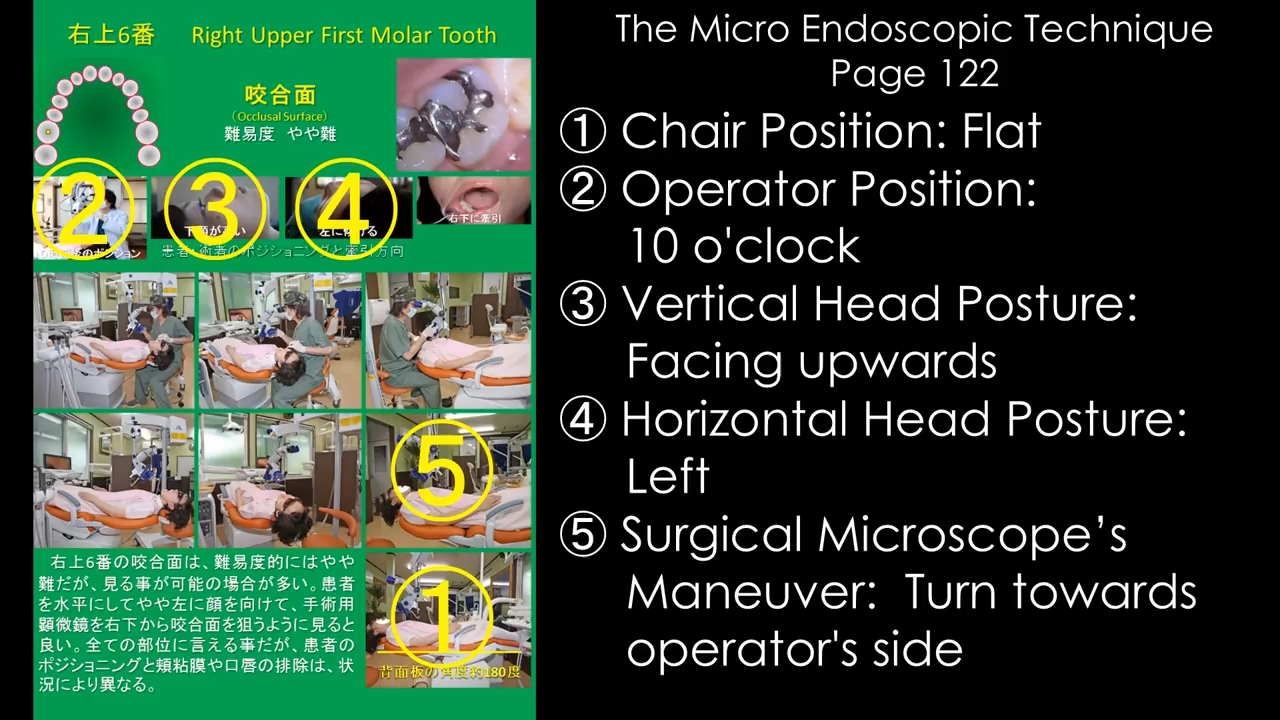 右上6番 Right Upper First Molar Tooth
咬合面
(Occlusal Surface)
難易度 やや難
② ③ ④
下顎が高い
左に傾ける
右下に牽引
患者・術者のポジショニングと牽引方向
⑤
右上6番の咬合面は、難易度的にはやや
難だが、見る事が可能の場合が多い。患者
を水平にしてやや左に顔を向けて、手術用
顕微鏡を右下から咬合面を狙うように見ると
良い。全ての部位に言える事だが、患者の
ポジショニングと頬粘膜や口唇の排除は、状
況により異なる。
①
背面板の角度約180度
The Micro Endoscopic Technique
Page 122
① Chair Position: Flat
② Operator Position:
10 o'clock
③ Vertical Head Posture:
Facing upwards
④ Horizontal Head Posture:
Left
⑤ Surgical Microscope’s
Maneuver: Turn towards
operator's side